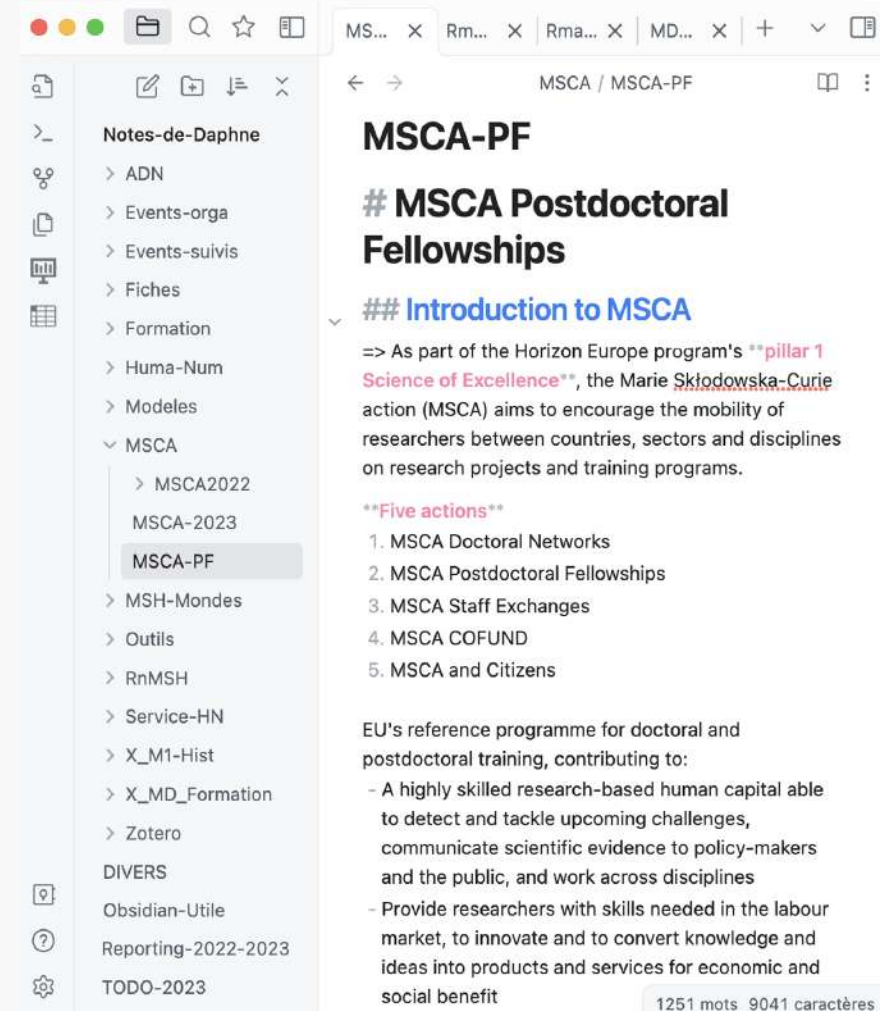 MS...
Rm...
Rma...
MD...
Notes-de-Daphne
ADN
Events-orga
Events-suivis
Fiches
Formation
Huma-Num
Modeles
MSCA
MSCA2022
MSCA-2023
MSCA-PF
MSH-Mondes
Outils
RnMSH
Service-HN
X_M1-Hist
X_MD_Formation
Zotero
DIVERS
Obsidian-Utile
Reporting-2022-2023
TODO-2023
MSCA / MSCA-PF
MSCA-PF
# MSCA Postdoctoral
Fellowships
## Introduction to MSCA
=> As part of the Horizon Europe program's **pillar 1
Science of Excellence**, the Marie Skłodowska-Curie
action (MSCA) aims to encourage the mobility of
researchers between countries, sectors and disciplines
on research projects and training programs.
**Five actions**
1. MSCA Doctoral Networks
2. MSCA Postdoctoral Fellowships
3. MSCA Staff Exchanges
4. MSCA COFUND
5. MSCA and Citizens
EU's reference programme for doctoral and
postdoctoral training, contributing to:
- A highly skilled research-based human capital able
to detect and tackle upcoming challenges,
communicate scientific evidence to policy-makers
and the public, and work across disciplines
- Provide researchers with skills needed in the labour
market, to innovate and to convert knowledge and
ideas into products and services for economic and
social benefit
1251 mots 9041 caractères